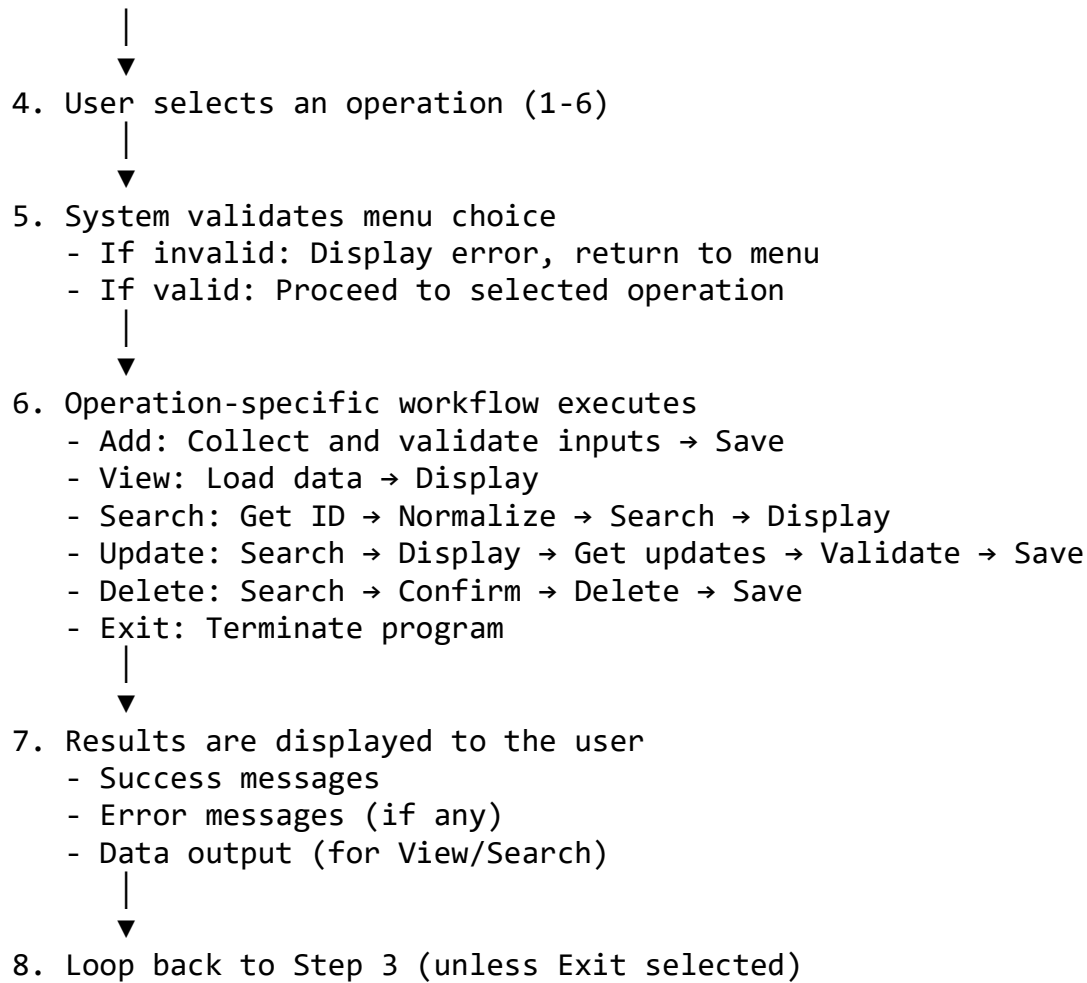 4. User selects an operation (1-6)
5. System validates menu choice
- If invalid: Display error, return to menu
- If valid: Proceed to selected operation
6. Operation-specific workflow executes
- Add: Collect and validate inputs → Save
- View: Load data → Display
- Search: Get ID → Normalize → Search → Display
- Update: Search → Display → Get updates → Validate → Save
- Delete: Search → Confirm → Delete → Save
- Exit: Terminate program
7. Results are displayed to the user
- Success messages
- Error messages (if any)
- Data output (for View/Search)
8. Loop back to Step 3 (unless Exit selected)